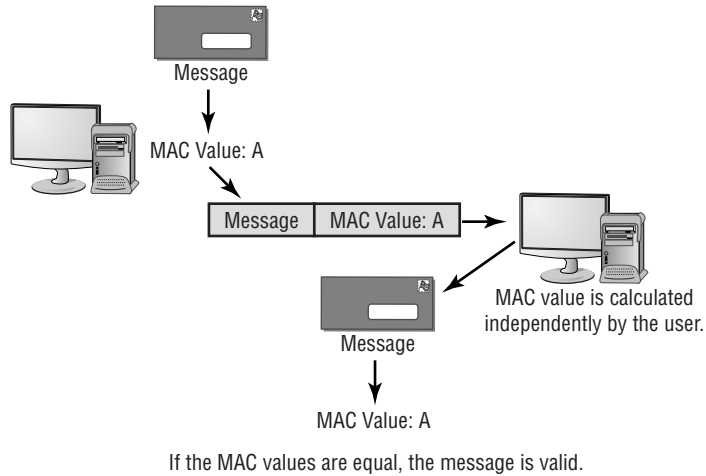 Message
MAC Value: A
Message MAC Value: A
MAC value is calculated
independently by the user.
Message
MAC Value: A
If the MAC values are equal, the message is valid.